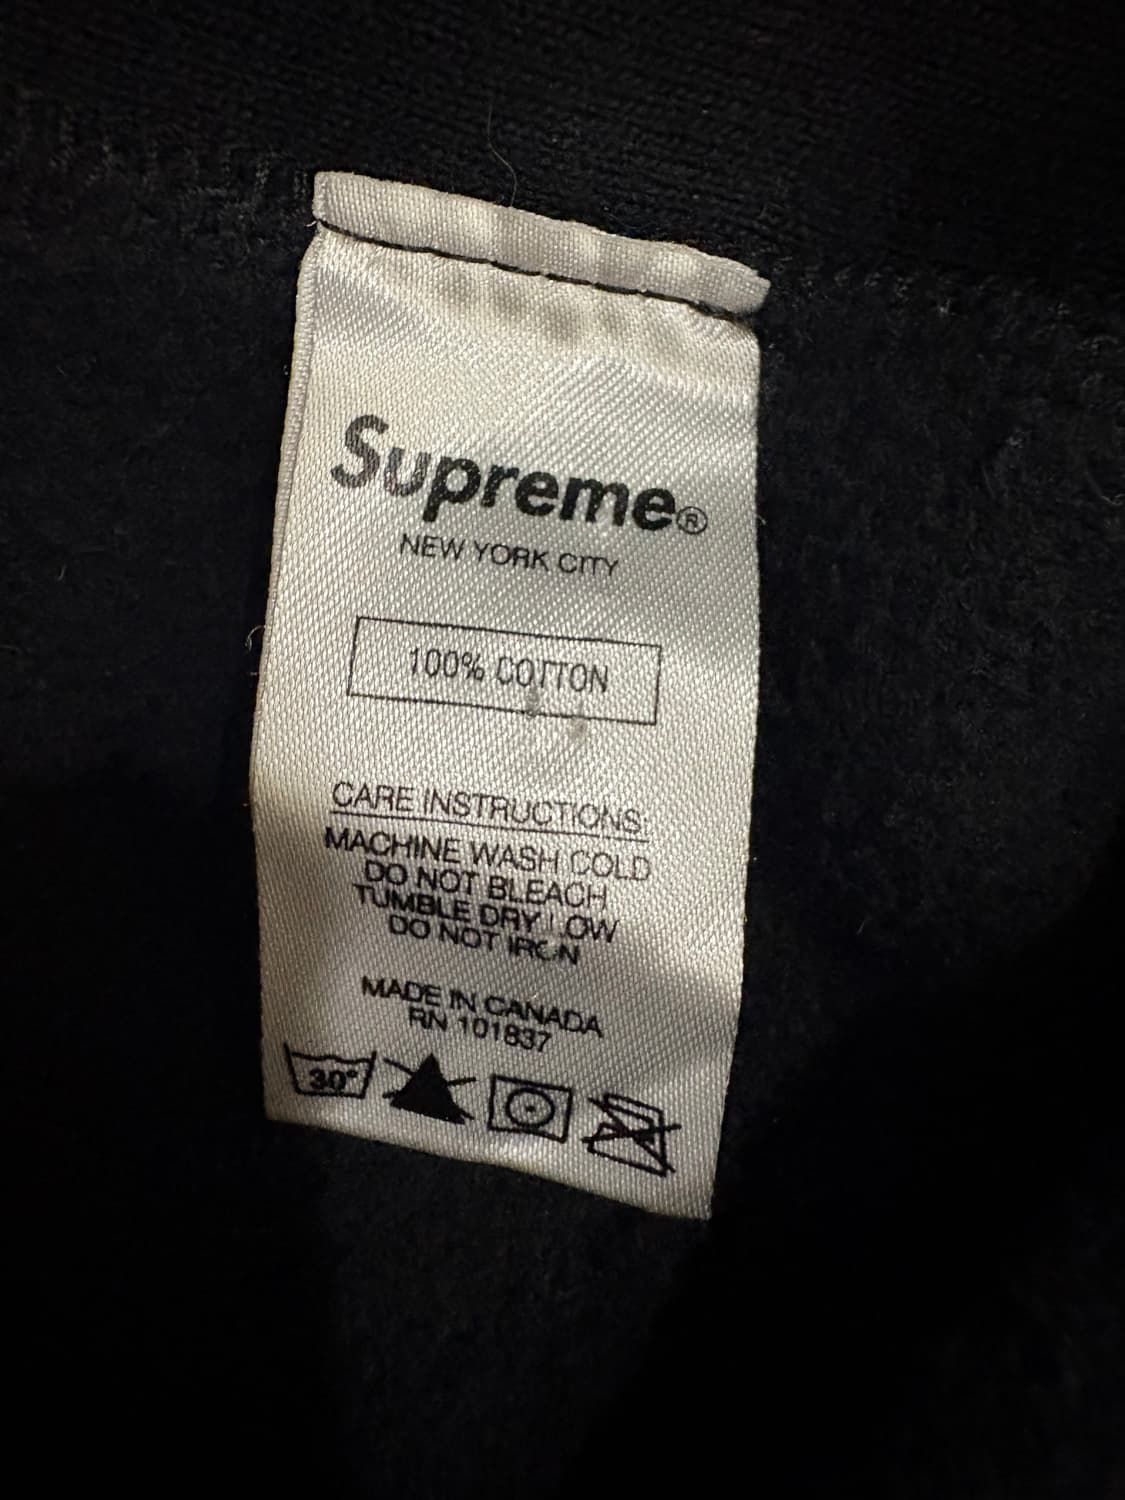 Supreme®
NEW YORK CITY
100% COTTON
CARE INSTRUCTIONS:
MACHINE WASH COLD
DO NOT BLEACH
TUMBLE DRY LOW
DO NOT IRON
MADE IN CANADA
RN 101837
30°